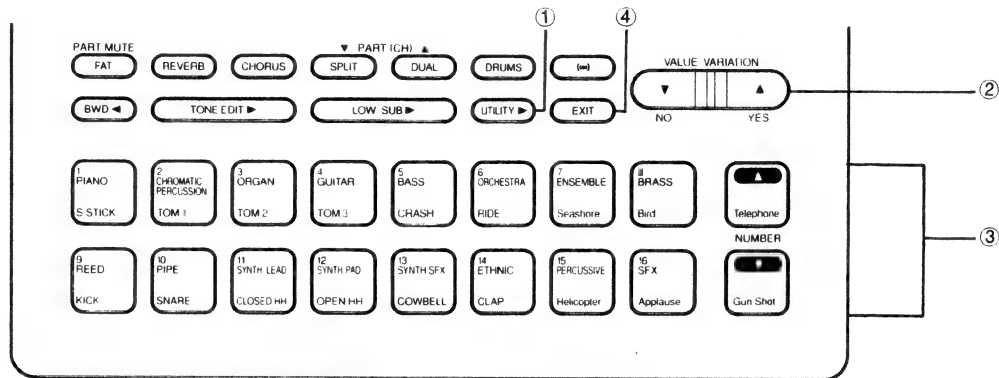 ① ④
PART MUTE ▼ PART (CH) ▲
FAT REVERB CHORUS SPLIT DUAL DRUMS (••) VALUE VARIATION
▼ ▲ ②
BWD ◄ TONE EDIT ► LOW SUB ► UTILITY ► EXIT NO YES
1 2 3 4 5 6 7 8
PIANO CHROMATIC PERCUSSION ORGAN GUITAR BASS ORCHESTRA ENSEMBLE BRASS ▲
S STICK TOM 1 TOM 2 TOM 3 CRASH RIDE Seashore Bird Telephone
NUMBER ③
9 10 11 12 13 14 15 16
REED PIPE SYNTH LEAD SYNTH PAD SYNTH SFX ETHNIC PERCUSSIVE SFX ▼
KICK SNARE CLOSED HH OPEN HH COWBELL CLAP Helicopter Applause Gun Shot